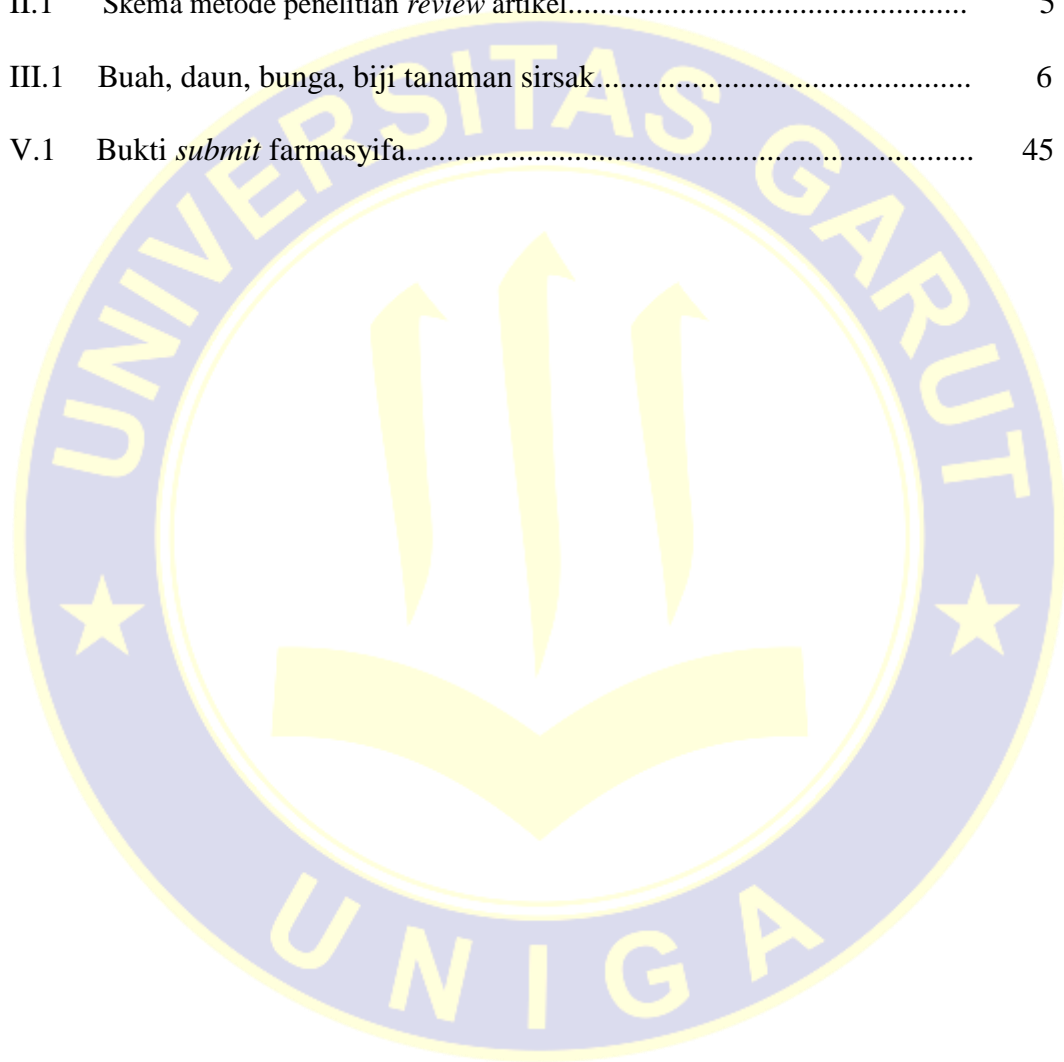 II.1 Skema metode penelitian review artikel.................................................. 5
III.1 Buah, daun, bunga, biji tanaman sirsak............................................... 6
V.1 Bukti submit farmasyifa....................................................................... 45
UNIVERSITAS GARUT
UNIGA